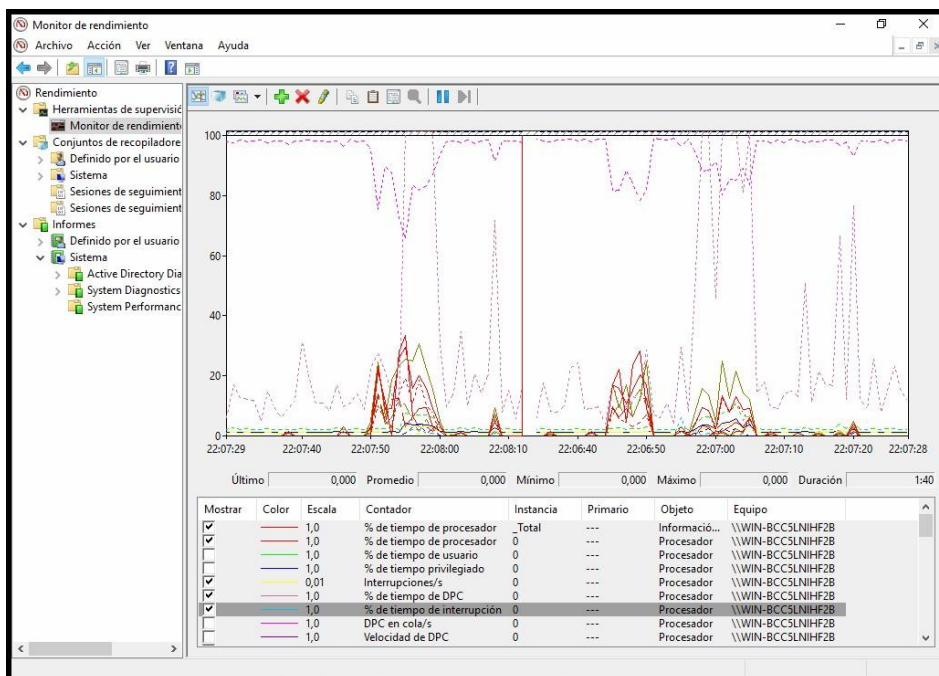 Monitor de rendimiento
Archivo Acción Ver Ventana Ayuda
Rendimiento
Herramientas de supervisió
Monitor de rendimiento
Conjuntos de recopiladore
Definido por el usuario
Sistema
Sesiones de seguimient
Sesiones de seguimient
Informes
Definido por el usuario
Sistema
Active Directory Dia
System Diagnostics
System Performanc
100
80
60
40
20
0
22:07:29 22:07:40 22:07:50 22:08:00 22:08:10 22:06:40 22:06:50 22:07:00 22:07:10 22:07:28
Último 0,000 Promedio 0,000 Mínimo 0,000 Máximo 0,000 Duración 1:40
Mostrar Color Escala Contador Instancia Primario Objeto Equipo
1,0 % de tiempo de procesador _Total --- Informació... \\WIN-BCC5LNIHF2B
1,0 % de tiempo de procesador 0 --- Procesador \\WIN-BCC5LNIHF2B
1,0 % de tiempo de usuario 0 --- Procesador \\WIN-BCC5LNIHF2B
1,0 % de tiempo privilegiado 0 --- Procesador \\WIN-BCC5LNIHF2B
0,01 Interrupciones/s 0 --- Procesador \\WIN-BCC5LNIHF2B
1,0 % de tiempo de DPC 0 --- Procesador \\WIN-BCC5LNIHF2B
1,0 % de tiempo de interrupción 0 --- Procesador \\WIN-BCC5LNIHF2B
1,0 DPC en cola/s 0 --- Procesador \\WIN-BCC5LNIHF2B
1,0 Velocidad de DPC 0 --- Procesador \\WIN-BCC5LNIHF2B